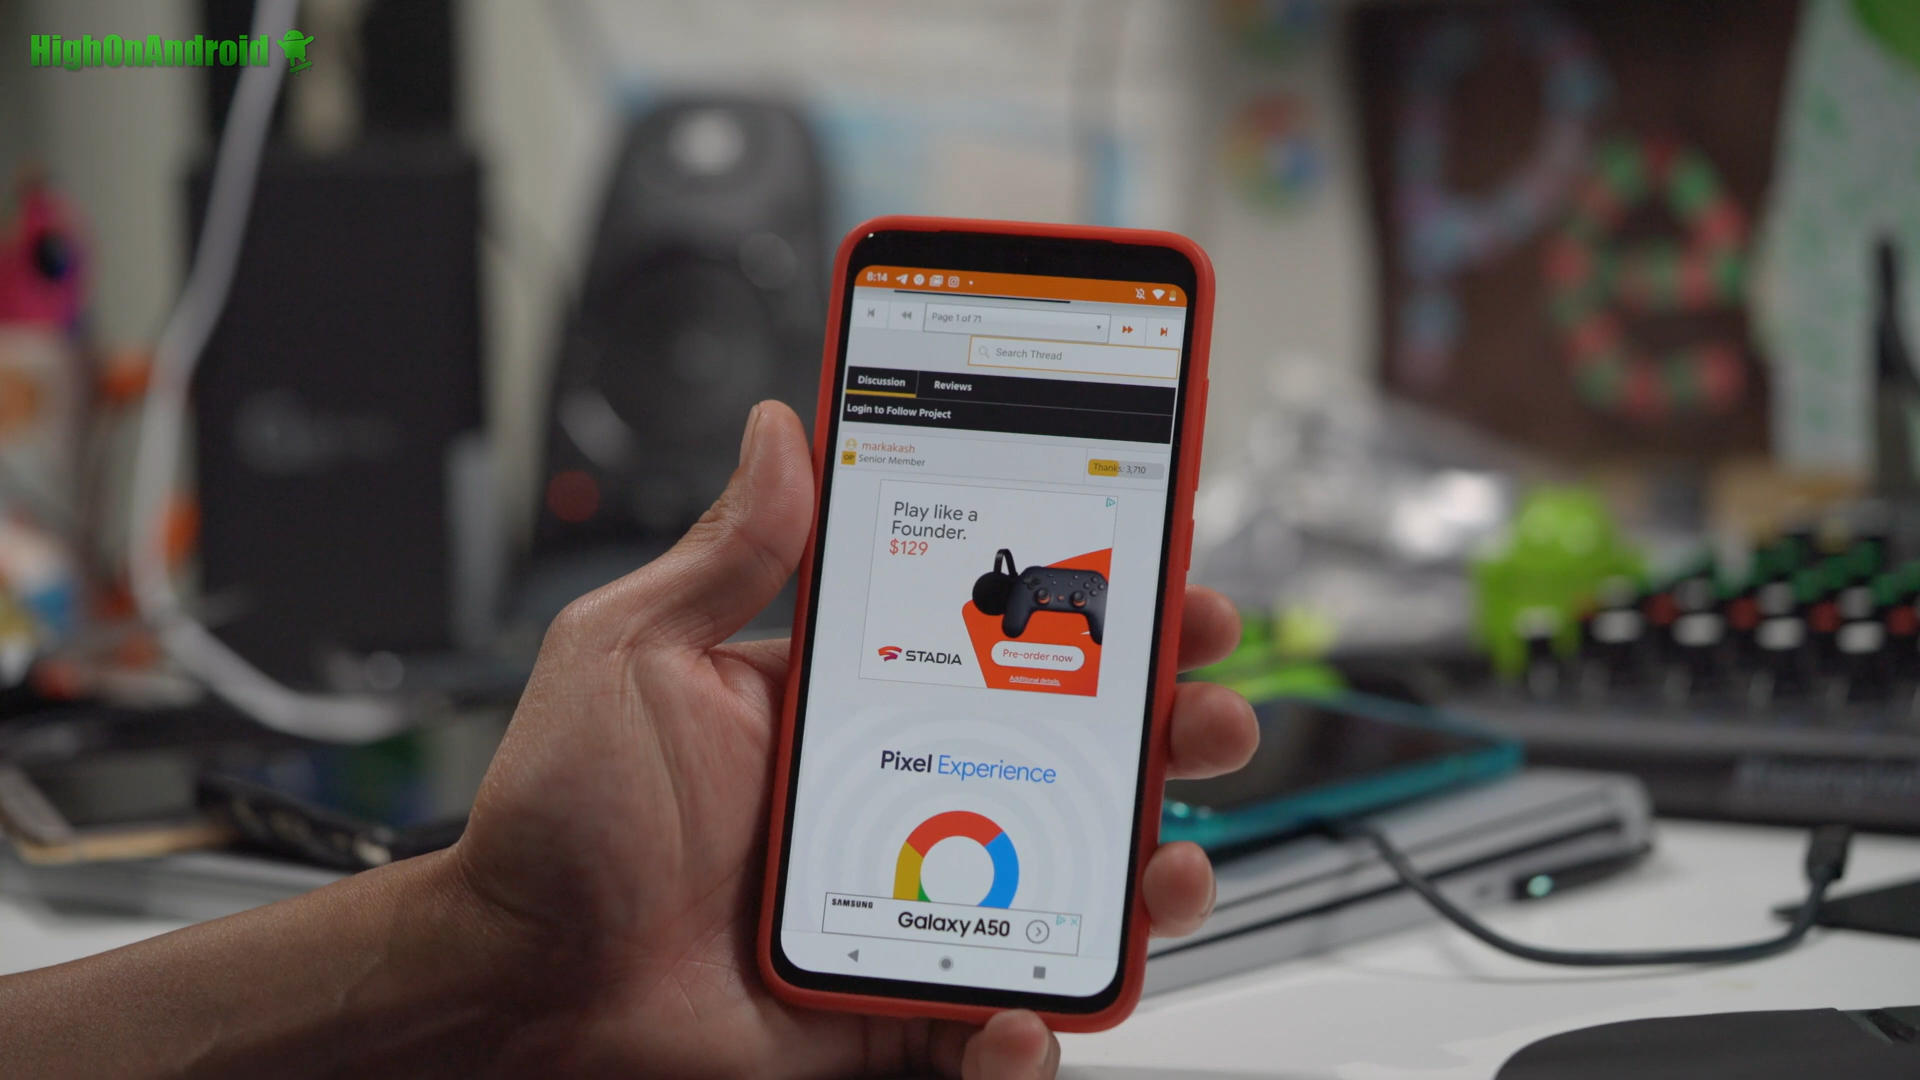 HighOnAndroid
8:14
Page 1 of 71
Search Thread
Discussion Reviews
Login to Follow Project
markakash
OP Senior Member
Thanks: 3,710
Play like a
Founder.
$129
STADIA
Pre-order now
Additional details.
Pixel Experience
SAMSUNG
Galaxy A50